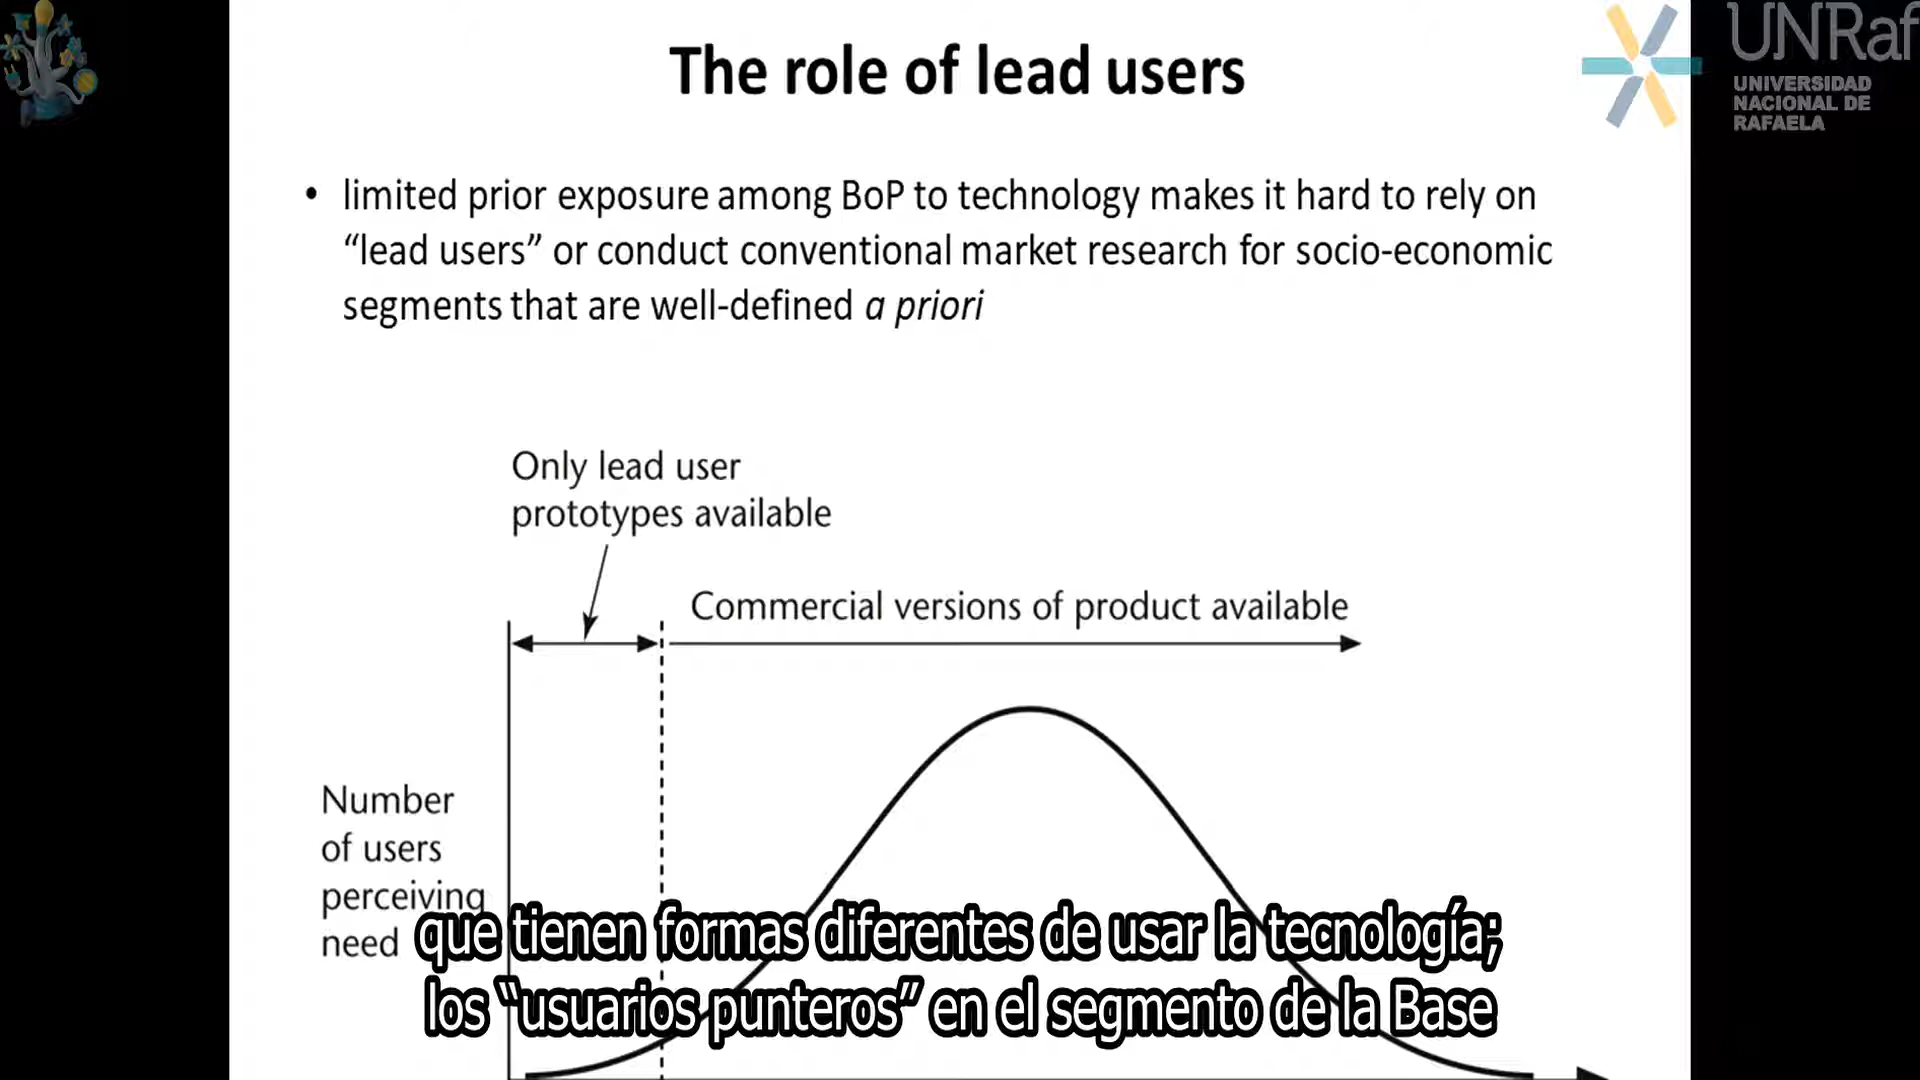 The role of lead users
UNRaf
UNIVERSIDAD
NACIONAL DE
RAFAELA
• limited prior exposure among BoP to technology makes it hard to rely on
“lead users” or conduct conventional market research for socio-economic
segments that are well-defined a priori
Only lead user
prototypes available
Commercial versions of product available
Number
of users
perceiving
need
que tienen formas diferentes de usar la tecnología;
los “usuarios punteros” en el segmento de la Base